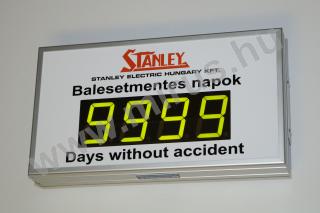 STANLEY
STANLEY ELECTRIC HUNGARY KFT.
Balesetmentes napok
9999
Days without accident